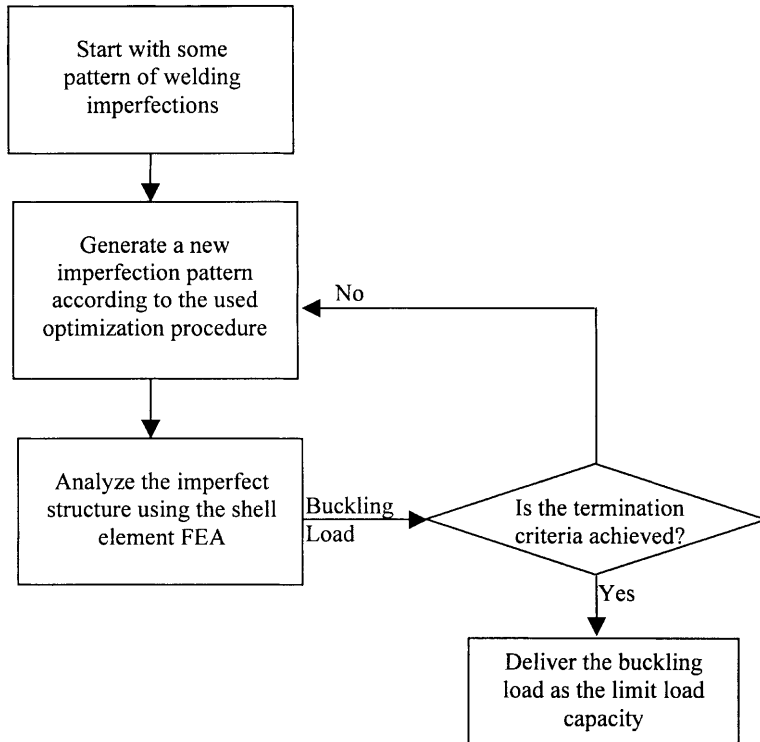 Start with some
pattern of welding
imperfections
Generate a new
imperfection pattern
according to the used
optimization procedure
No
Analyze the imperfect
structure using the shell
element FEA
Buckling
Load
Is the termination
criteria achieved?
Yes
Deliver the buckling
load as the limit load
capacity